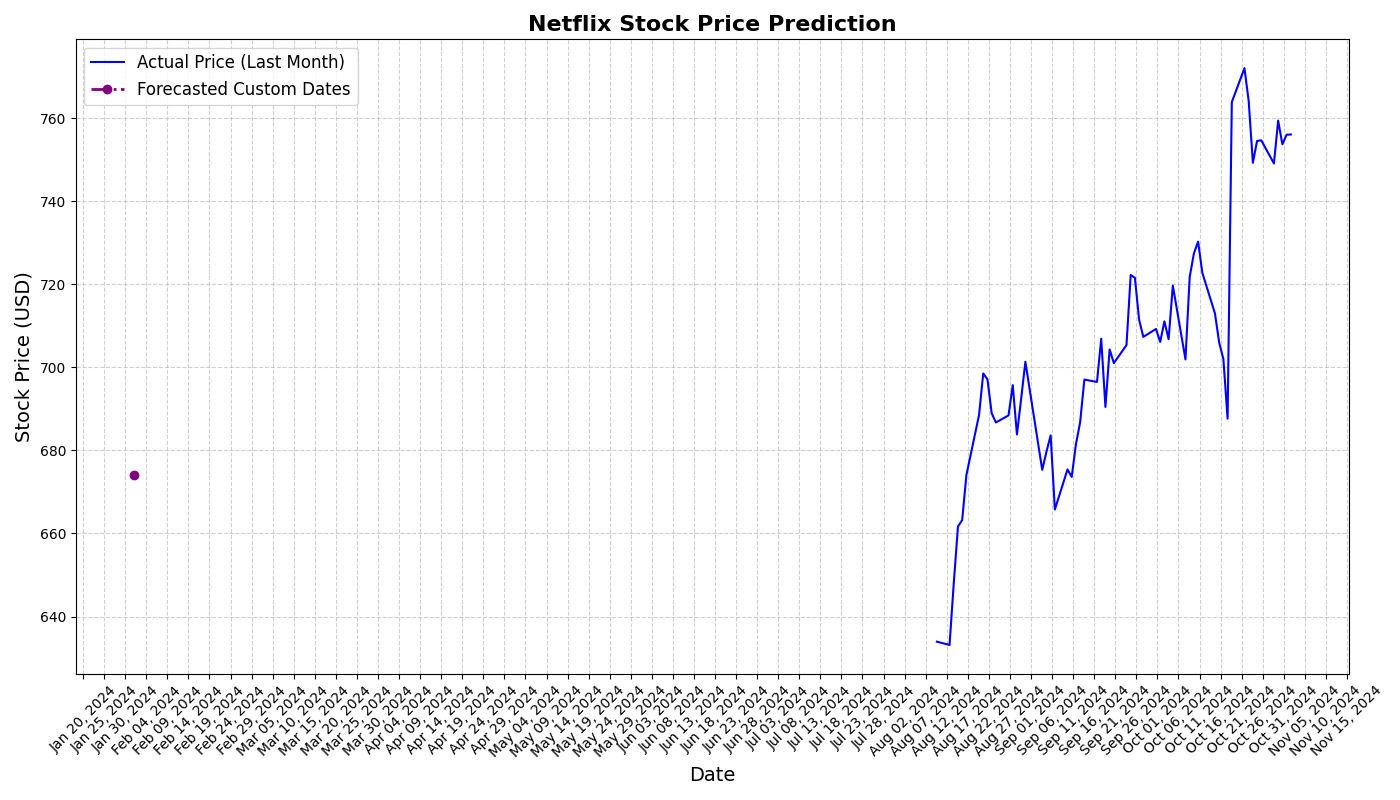 Netflix Stock Price Prediction
Actual Price (Last Month)
Forecasted Custom Dates
Stock Price (USD)
760
740
720
700
680
660
640
Jan 20, 2024
Jan 25, 2024
Jan 30, 2024
Feb 04, 2024
Feb 09, 2024
Feb 14, 2024
Feb 19, 2024
Feb 24, 2024
Feb 29, 2024
Mar 05, 2024
Mar 10, 2024
Mar 15, 2024
Mar 20, 2024
Mar 25, 2024
Mar 30, 2024
Apr 04, 2024
Apr 09, 2024
Apr 14, 2024
Apr 19, 2024
Apr 24, 2024
Apr 29, 2024
May 04, 2024
May 09, 2024
May 14, 2024
May 19, 2024
May 24, 2024
May 29, 2024
Jun 03, 2024
Jun 08, 2024
Jun 13, 2024
Jun 18, 2024
Jun 23, 2024
Jun 28, 2024
Jul 03, 2024
Jul 08, 2024
Jul 13, 2024
Jul 18, 2024
Jul 23, 2024
Jul 28, 2024
Aug 02, 2024
Aug 07, 2024
Aug 12, 2024
Aug 17, 2024
Aug 22, 2024
Aug 27, 2024
Sep 01, 2024
Sep 06, 2024
Sep 11, 2024
Sep 16, 2024
Sep 21, 2024
Sep 26, 2024
Oct 01, 2024
Oct 06, 2024
Oct 11, 2024
Oct 16, 2024
Oct 21, 2024
Oct 26, 2024
Oct 31, 2024
Nov 05, 2024
Nov 10, 2024
Nov 15, 2024
Date